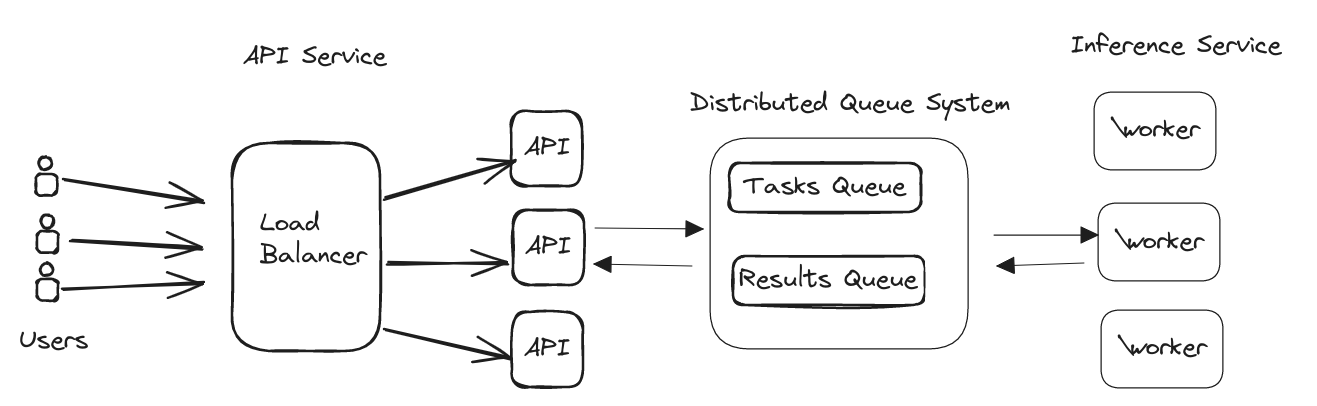 API Service
Inference Service
Distributed Queue System
Users
Load
Balancer
API
API
API
Tasks Queue
Results Queue
\worker
\worker
\worker